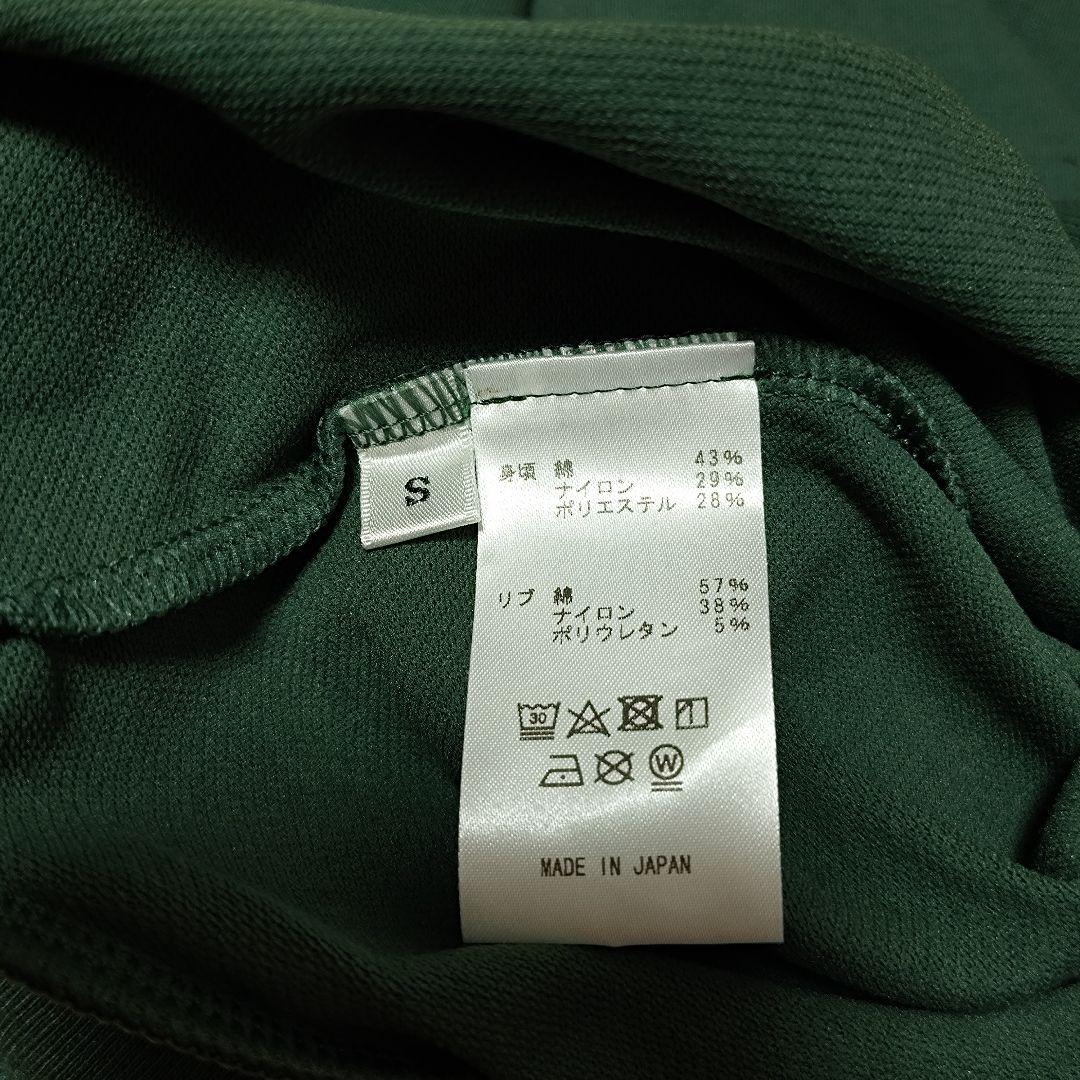 S
身頃 綿 43%
ナイロン 29%
ポリエステル 28%
リブ 綿 57%
ナイロン 38%
ポリウレタン 5%
30
W
MADE IN JAPAN